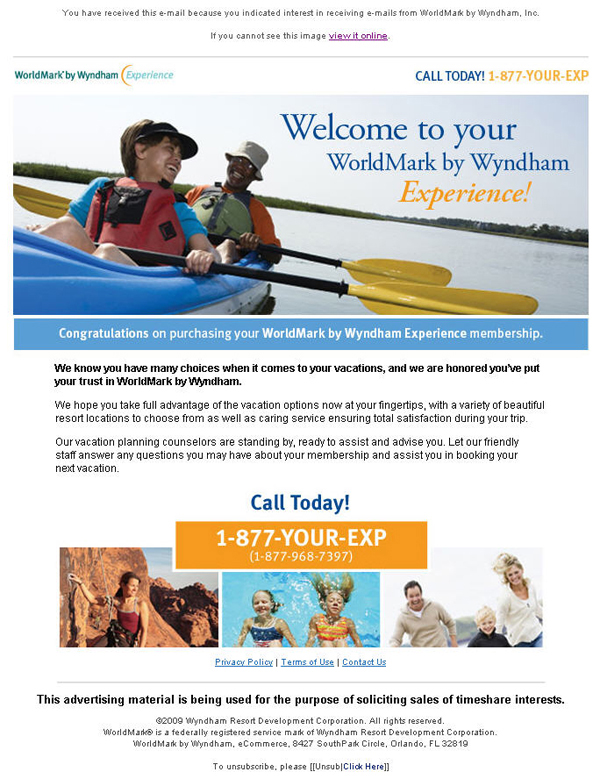 You have received this e-mail because you indicated interest in receiving e-mails from WorldMark by Wyndham, Inc.
If you cannot see this image view it online.
WorldMark® by Wyndham Experience
CALL TODAY! 1-877-YOUR-EXP
Welcome to your
WorldMark by Wyndham
Experience!
Congratulations on purchasing your WorldMark by Wyndham Experience membership.
We know you have many choices when it comes to your vacations, and we are honored you've put
your trust in WorldMark by Wyndham.
We hope you take full advantage of the vacation options now at your fingertips, with a variety of beautiful
resort locations to choose from as well as caring service ensuring total satisfaction during your trip.
Our vacation planning counselors are standing by, ready to assist and advise you. Let our friendly
staff answer any questions you may have about your membership and assist you in booking your
next vacation.
Call Today!
1-877-YOUR-EXP
(1-877-968-7397)
Privacy Policy | Terms of Use | Contact Us
This advertising material is being used for the purpose of soliciting sales of timeshare interests.
©2009 Wyndham Resort Development Corporation. All rights reserved.
WorldMark® is a federally registered service mark of Wyndham Resort Development Corporation.
WorldMark by Wyndham, eCommerce, 8427 SouthPark Circle, Orlando, FL 32819
To unsubscribe, please [[Unsub|Click Here]]